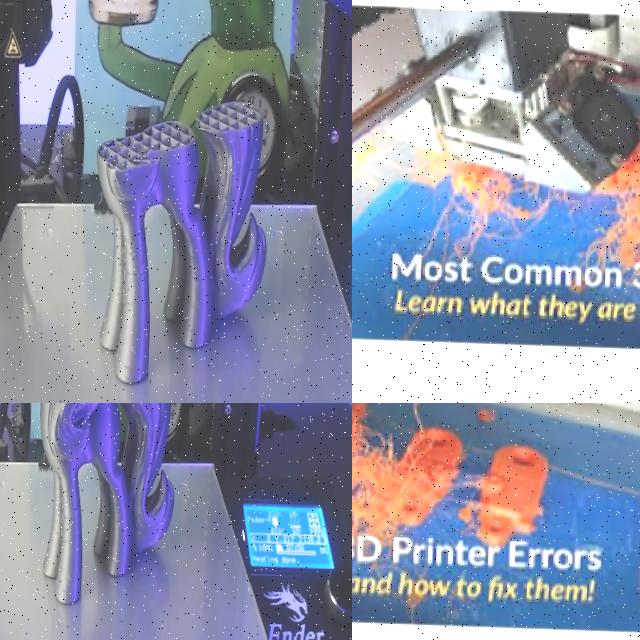 Most Common 3
Learn what they are
D Printer Errors
and how to fix them!
Ender